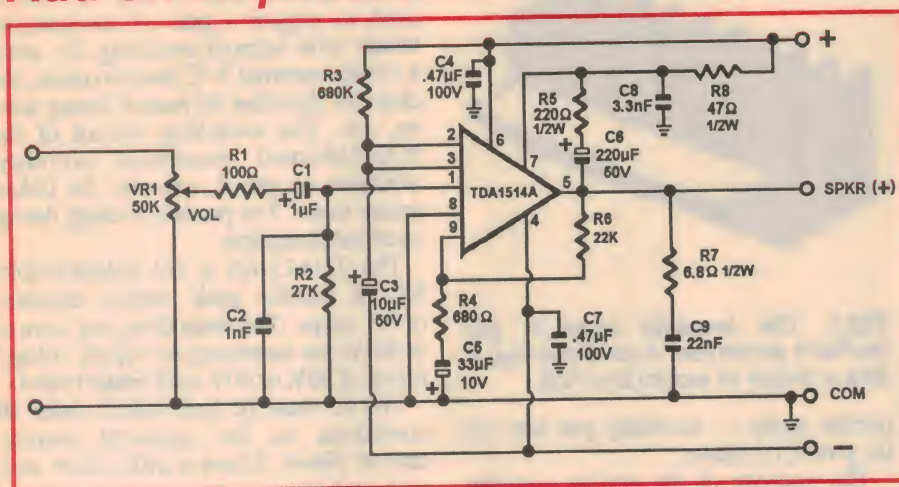 R3
680K
C4
.47µF
100V
+
R5
220Ω
1/2W
C8
3.3nF
R8
47Ω
1/2W
C6
220µF
50V
+
2
3
1
8
9
6
7
5
4
TDA1514A
VR1
50K
VOL
R1
100Ω
C1
1µF
+
SPKR (+)
R6
22K
R7
6.8Ω 1/2W
R2
27K
C2
1nF
+
C3
10µF
50V
R4
680Ω
C5
33µF
10V
+
C7
.47µF
100V
C9
22nF
COM
−